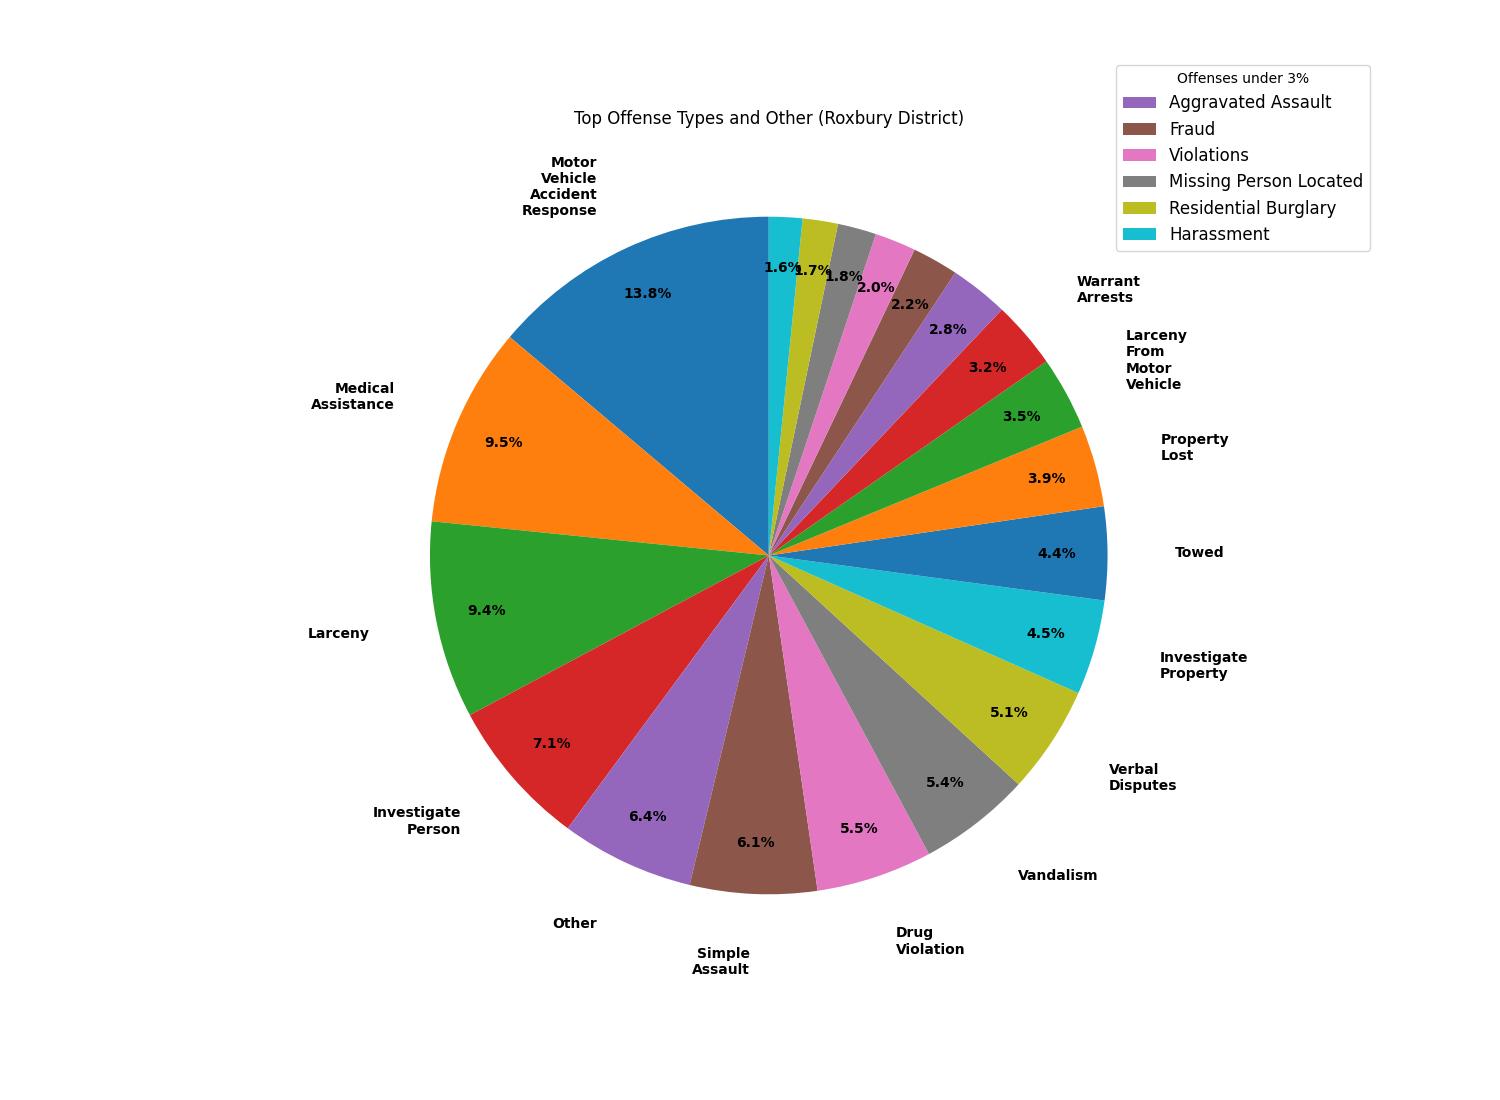 Offenses under 3%
Aggravated Assault
Fraud
Violations
Missing Person Located
Residential Burglary
Harassment
Top Offense Types and Other (Roxbury District)
Motor
Vehicle
Accident
Response
13.8%
Medical
Assistance
9.5%
Larceny
9.4%
Investigate
Person
7.1%
Other
6.4%
Simple
Assault
6.1%
Drug
Violation
5.5%
Vandalism
5.4%
Verbal
Disputes
5.1%
Investigate
Property
4.5%
Towed
4.4%
Property
Lost
3.9%
Larceny
From
Motor
Vehicle
3.5%
Warrant
Arrests
3.2%
2.8%
2.2%
2.0%
1.8%
1.7%
1.6%